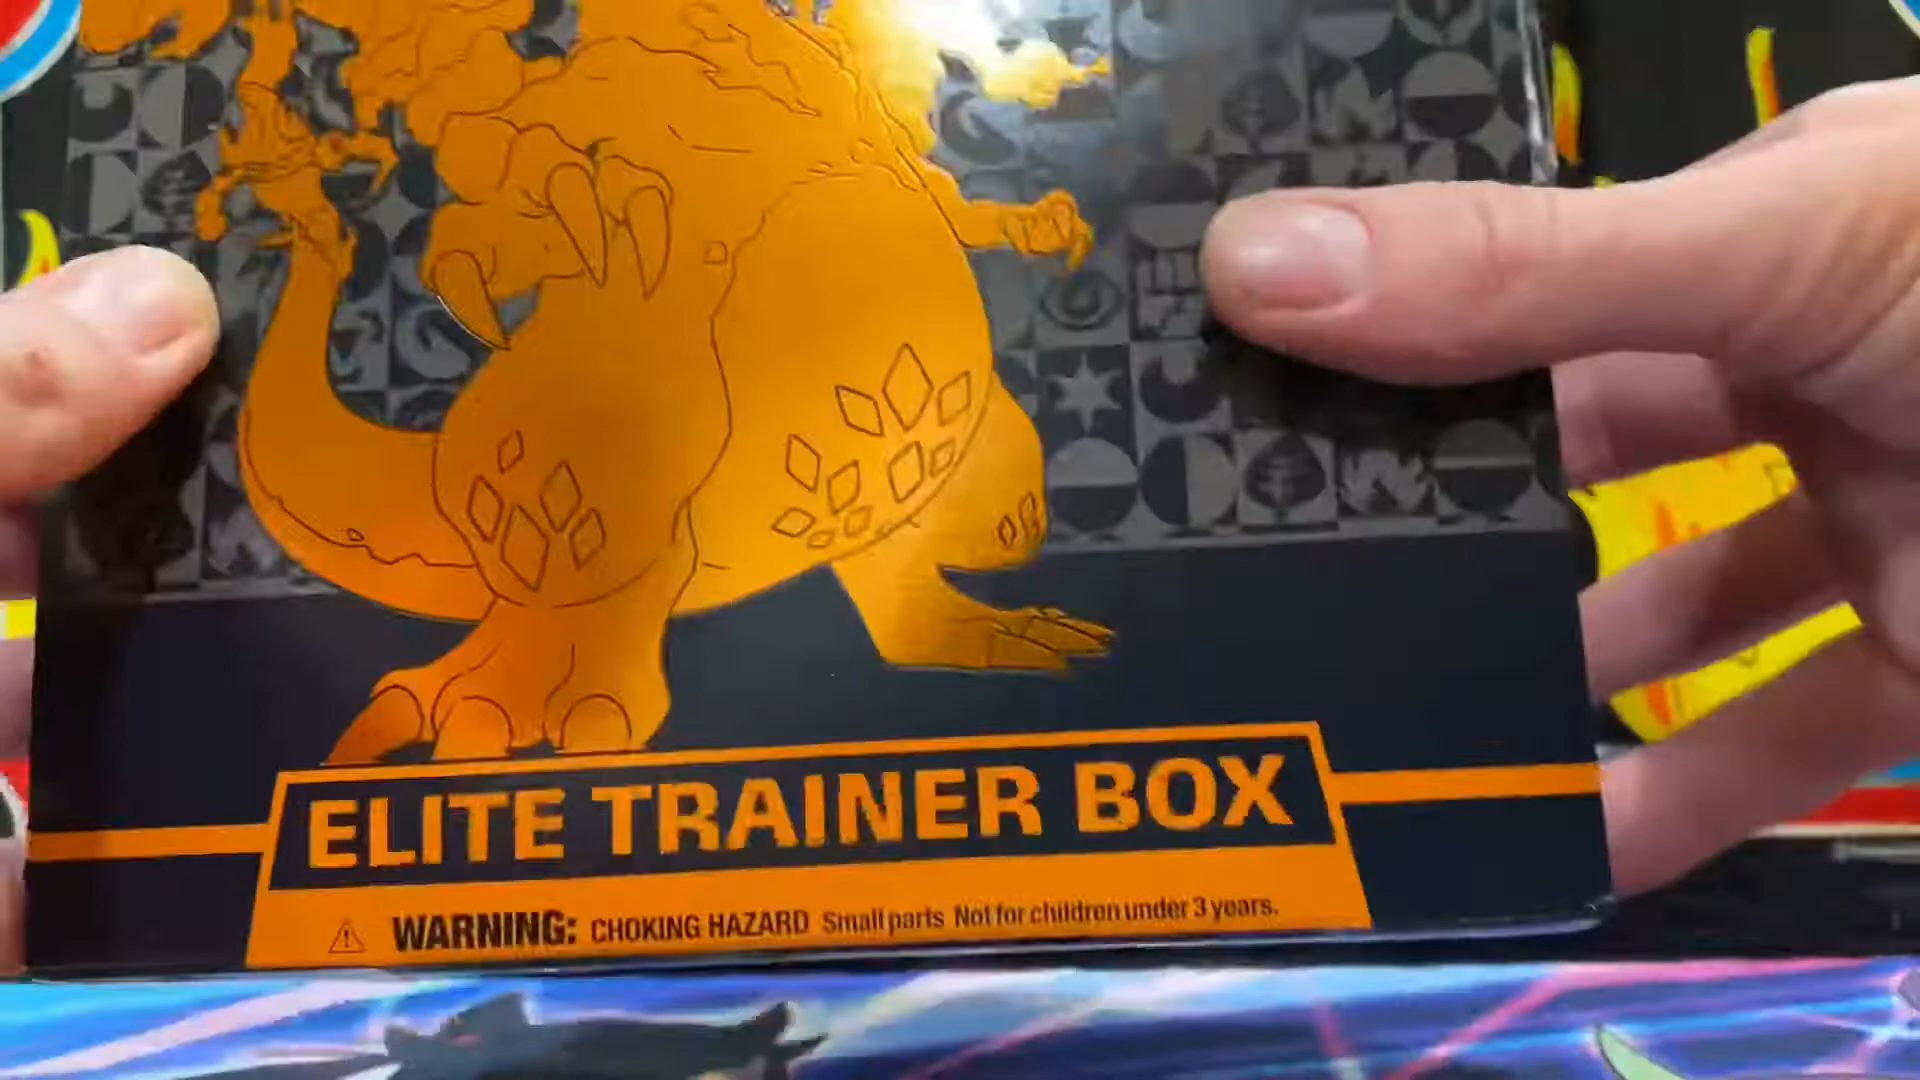 ELITE TRAINER BOX
WARNING: CHOKING HAZARD Small parts Not for children under 3 years.